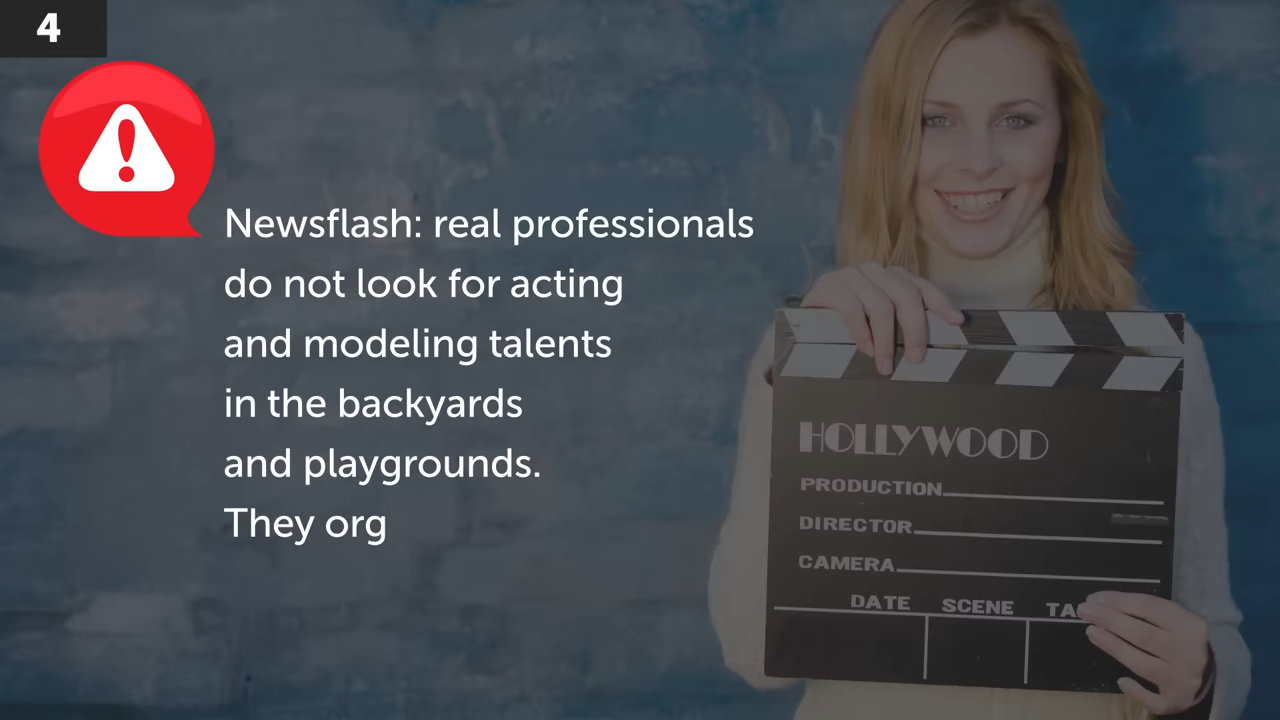 4
Newsflash: real professionals
do not look for acting
and modeling talents
in the backyards
and playgrounds.
They org
HOLLYWOOD
PRODUCTION
DIRECTOR
CAMERA
DATE SCENE TA